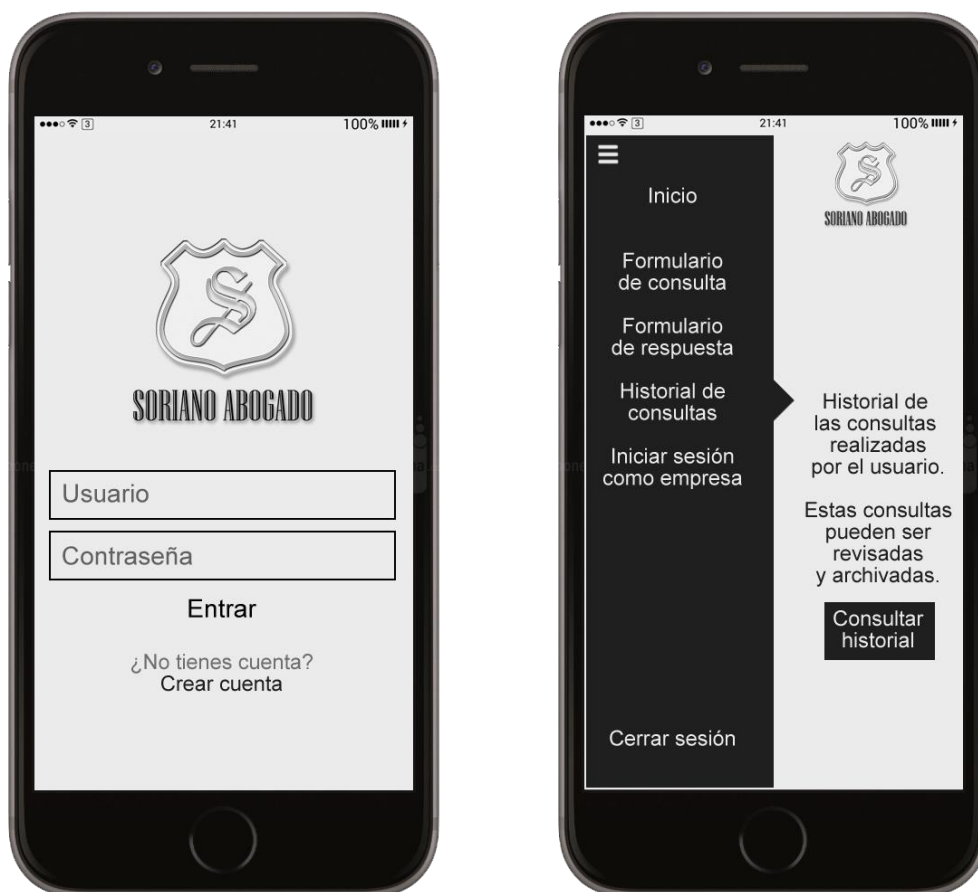 3
21:41
100%
S
SORIANO ABOGADO
Usuario
Contraseña
Entrar
¿No tienes cuenta?
Crear cuenta
3
21:41
100%
Inicio
Formulario
de consulta
Formulario
de respuesta
Historial de
consultas
Iniciar sesión
como empresa
Cerrar sesión
S
SORIANO ABOGADO
Historial de
las consultas
realizadas
por el usuario.
Estas consultas
pueden ser
revisadas
y archivadas.
Consultar
historial